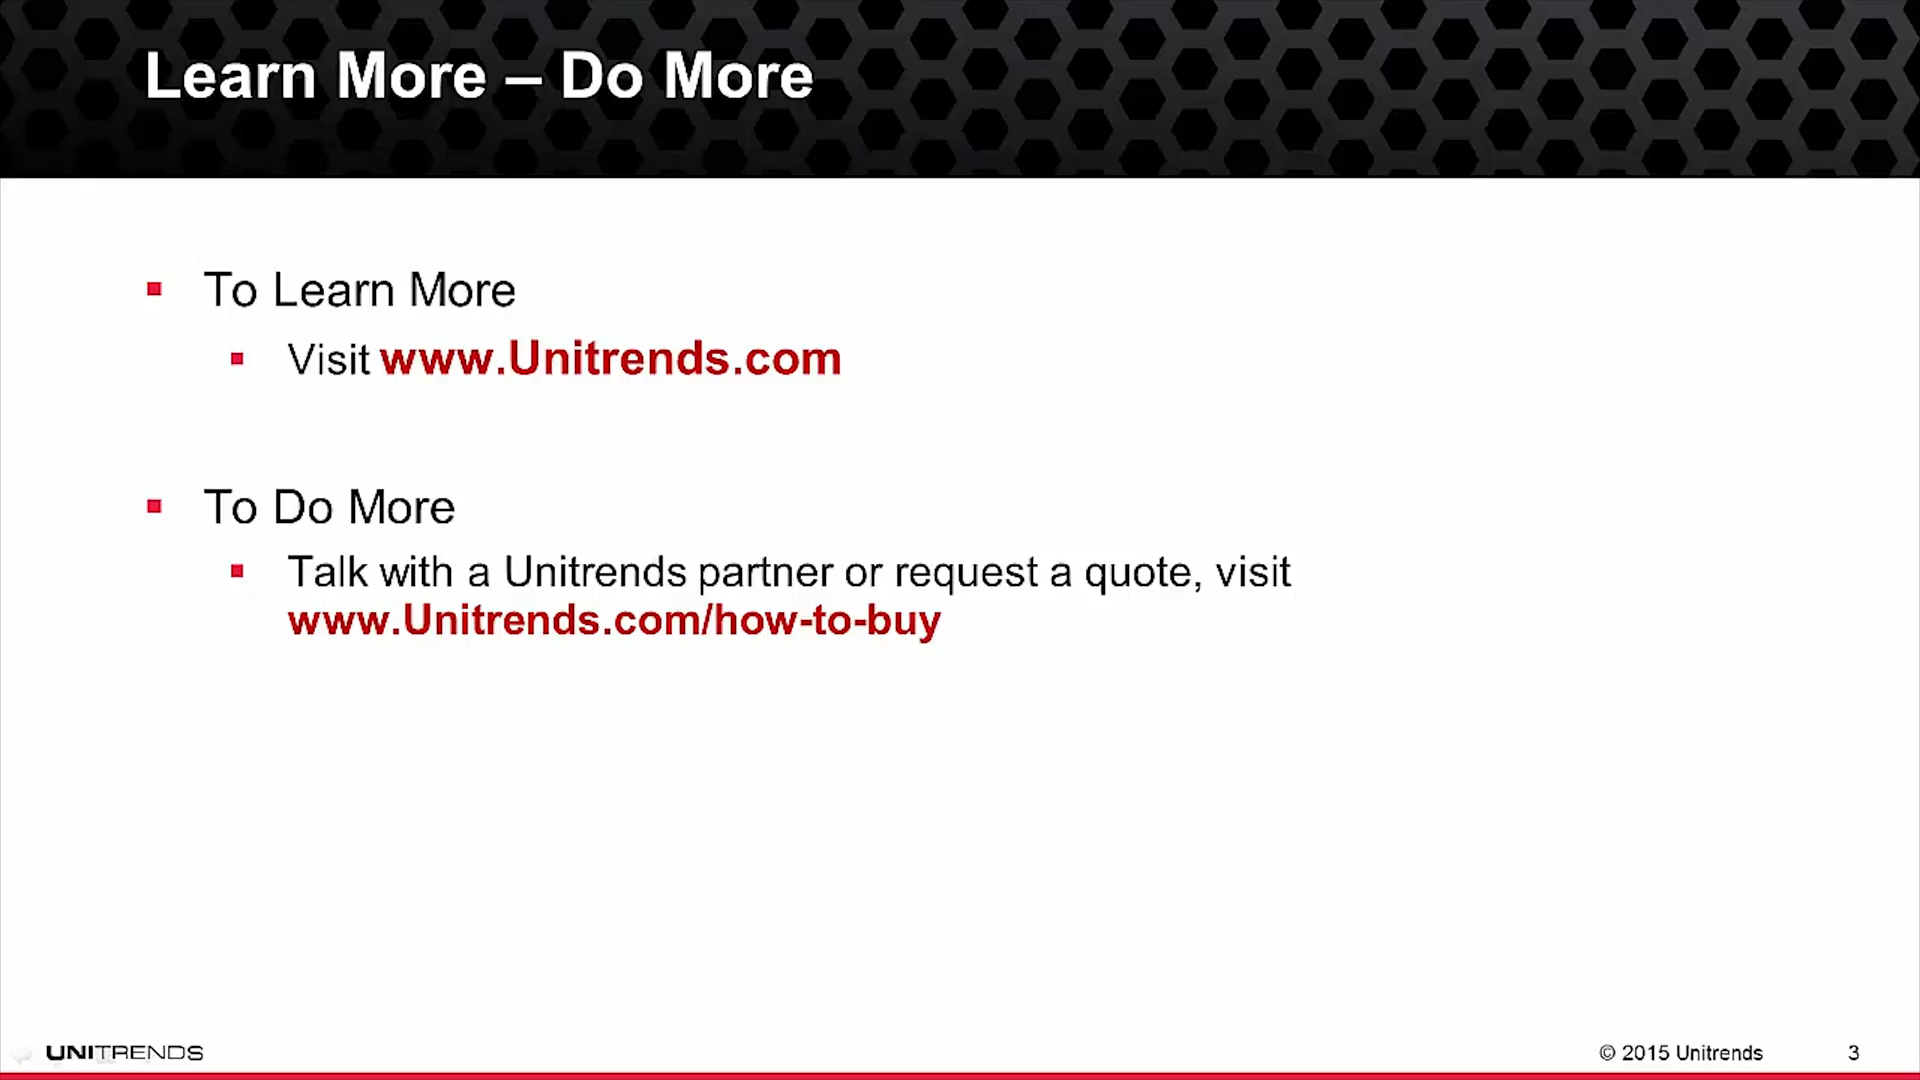 Learn More – Do More
To Learn More
Visit www.Unitrends.com
To Do More
Talk with a Unitrends partner or request a quote, visit
www.Unitrends.com/how-to-buy
UNITRENDS
© 2015 Unitrends
3